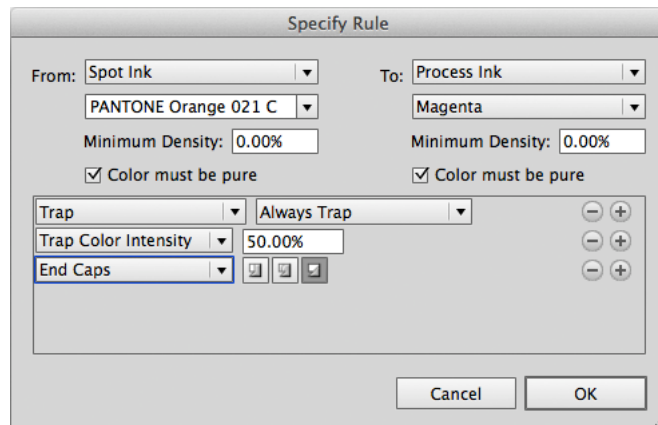 Specify Rule
From: Spot Ink To: Process Ink
PANTONE Orange 021 C Magenta
Minimum Density: 0.00% Minimum Density: 0.00%
Color must be pure Color must be pure
Trap Always Trap
Trap Color Intensity 50.00%
End Caps
Cancel OK